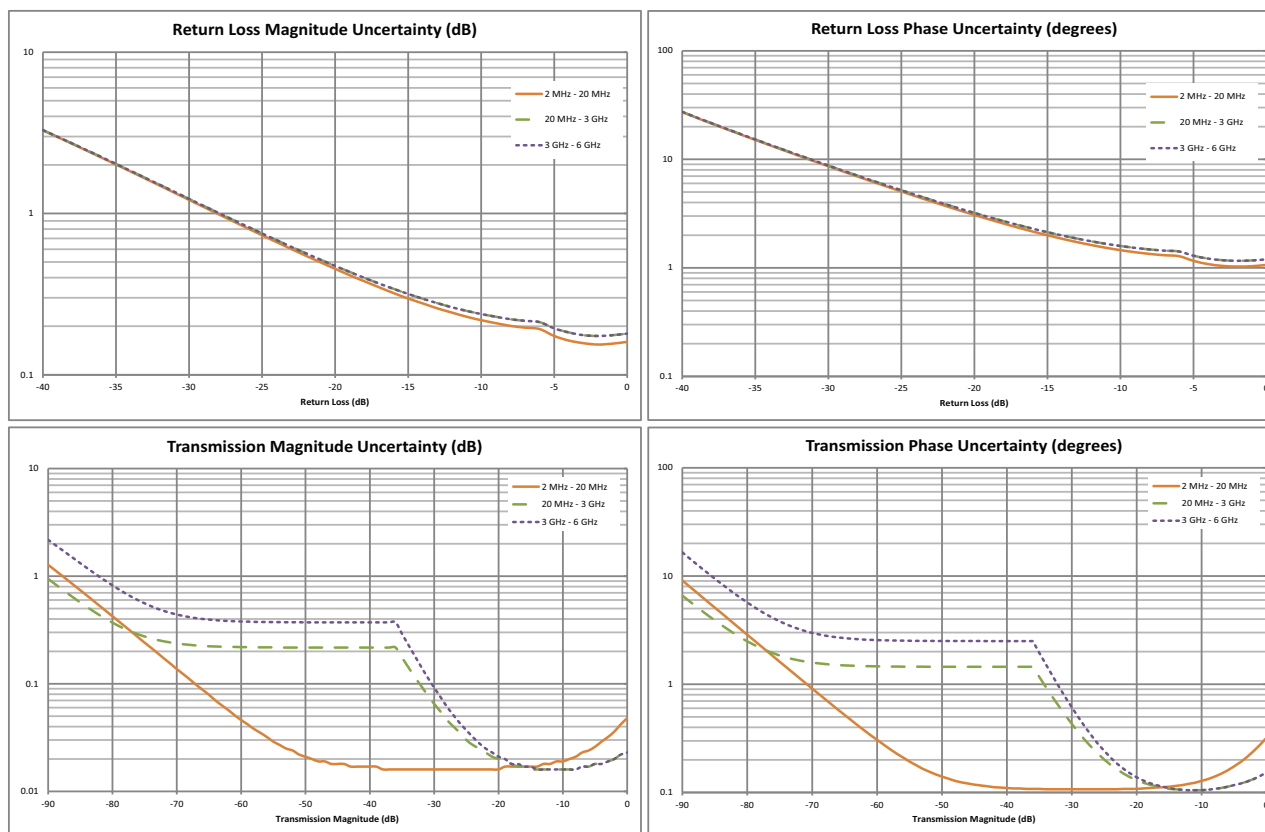 Return Loss Magnitude Uncertainty (dB)
10
1
0.1
2 MHz - 20 MHz
20 MHz - 3 GHz
3 GHz - 6 GHz
-40 -35 -30 -25 -20 -15 -10 -5 0
Return Loss (dB)
Return Loss Phase Uncertainty (degrees)
100
10
1
0.1
2 MHz - 20 MHz
20 MHz - 3 GHz
3 GHz - 6 GHz
-40 -35 -30 -25 -20 -15 -10 -5 0
Return Loss (dB)
Transmission Magnitude Uncertainty (dB)
10
1
0.1
0.01
2 MHz - 20 MHz
20 MHz - 3 GHz
3 GHz - 6 GHz
-90 -80 -70 -60 -50 -40 -30 -20 -10 0
Transmission Magnitude (dB)
Transmission Phase Uncertainty (degrees)
100
10
1
0.1
2 MHz - 20 MHz
20 MHz - 3 GHz
3 GHz - 6 GHz
-90 -80 -70 -60 -50 -40 -30 -20 -10 0
Transmission Magnitude (dB)